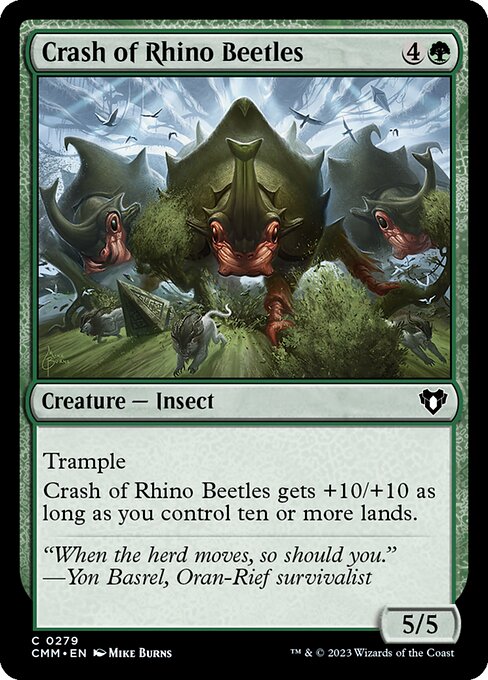 Crash of Rhino Beetles 4
Creature — Insect
Trample
Crash of Rhino Beetles gets +10/+10 as
long as you control ten or more lands.
“When the herd moves, so should you.”
—Yon Basrel, Oran-Rief survivalist
5/5
C 0279
CMM • EN Mike Burns
™ & © 2023 Wizards of the Coast